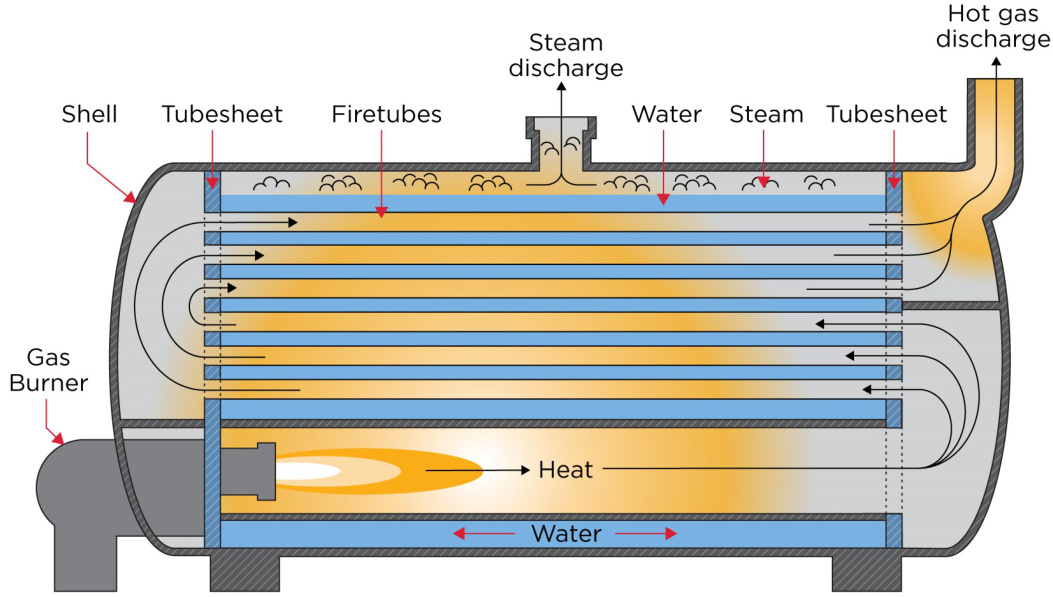 Hot gas
discharge
Steam
discharge
Shell
Tubesheet
Firetubes
Water
Steam
Tubesheet
Gas
Burner
Heat
Water